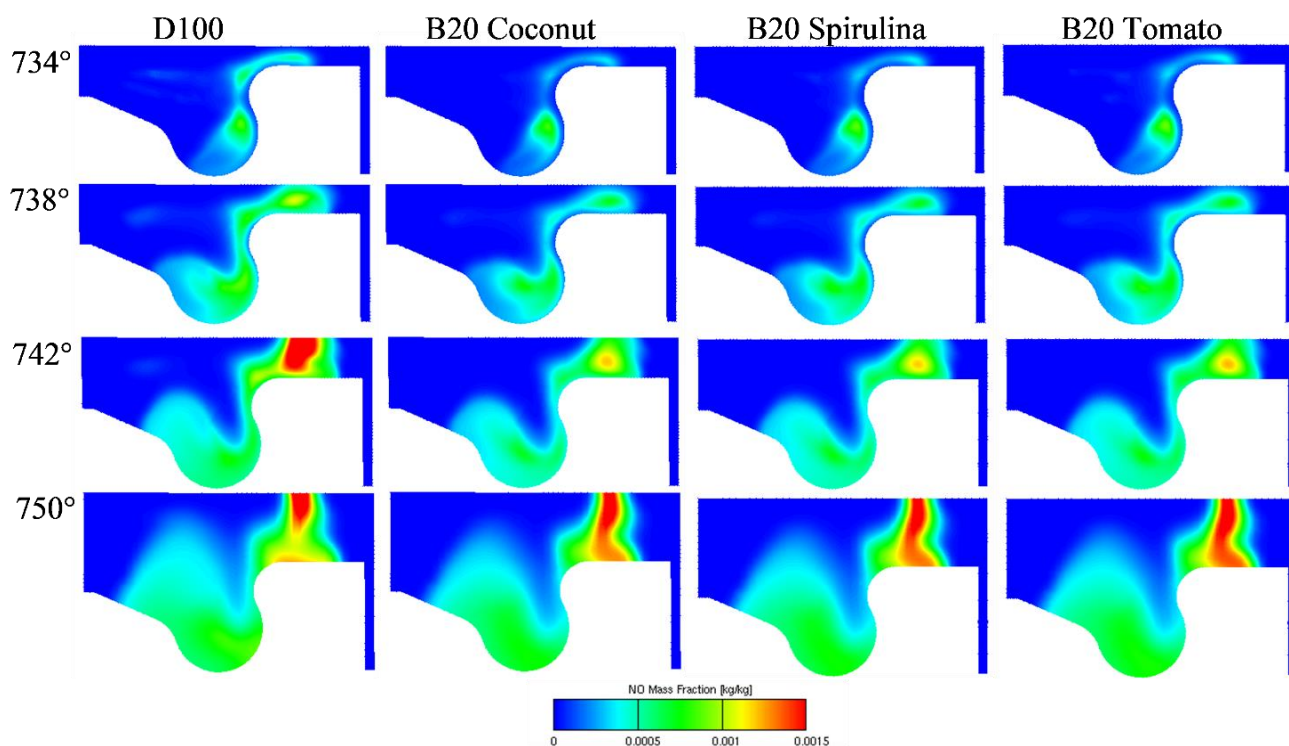 D100 B20 Coconut B20 Spirulina B20 Tomato
734°
738°
742°
750°
NO Mass Fraction [kg/kg]
0 0.0005 0.001 0.0015